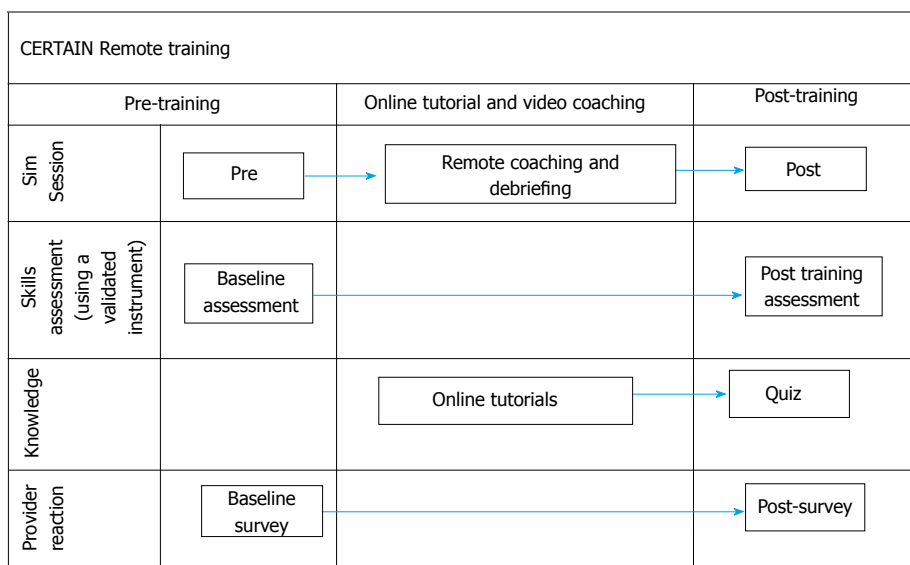 CERTAIN Remote training
Pre-training
Online tutorial and video coaching
Post-training
Sim
Session
Pre
Remote coaching and
debriefing
Post
Skills
assessment
(using a
validated
instrument)
Baseline
assessment
Post training
assessment
Knowledge
Online tutorials
Quiz
Provider
reaction
Baseline
survey
Post-survey